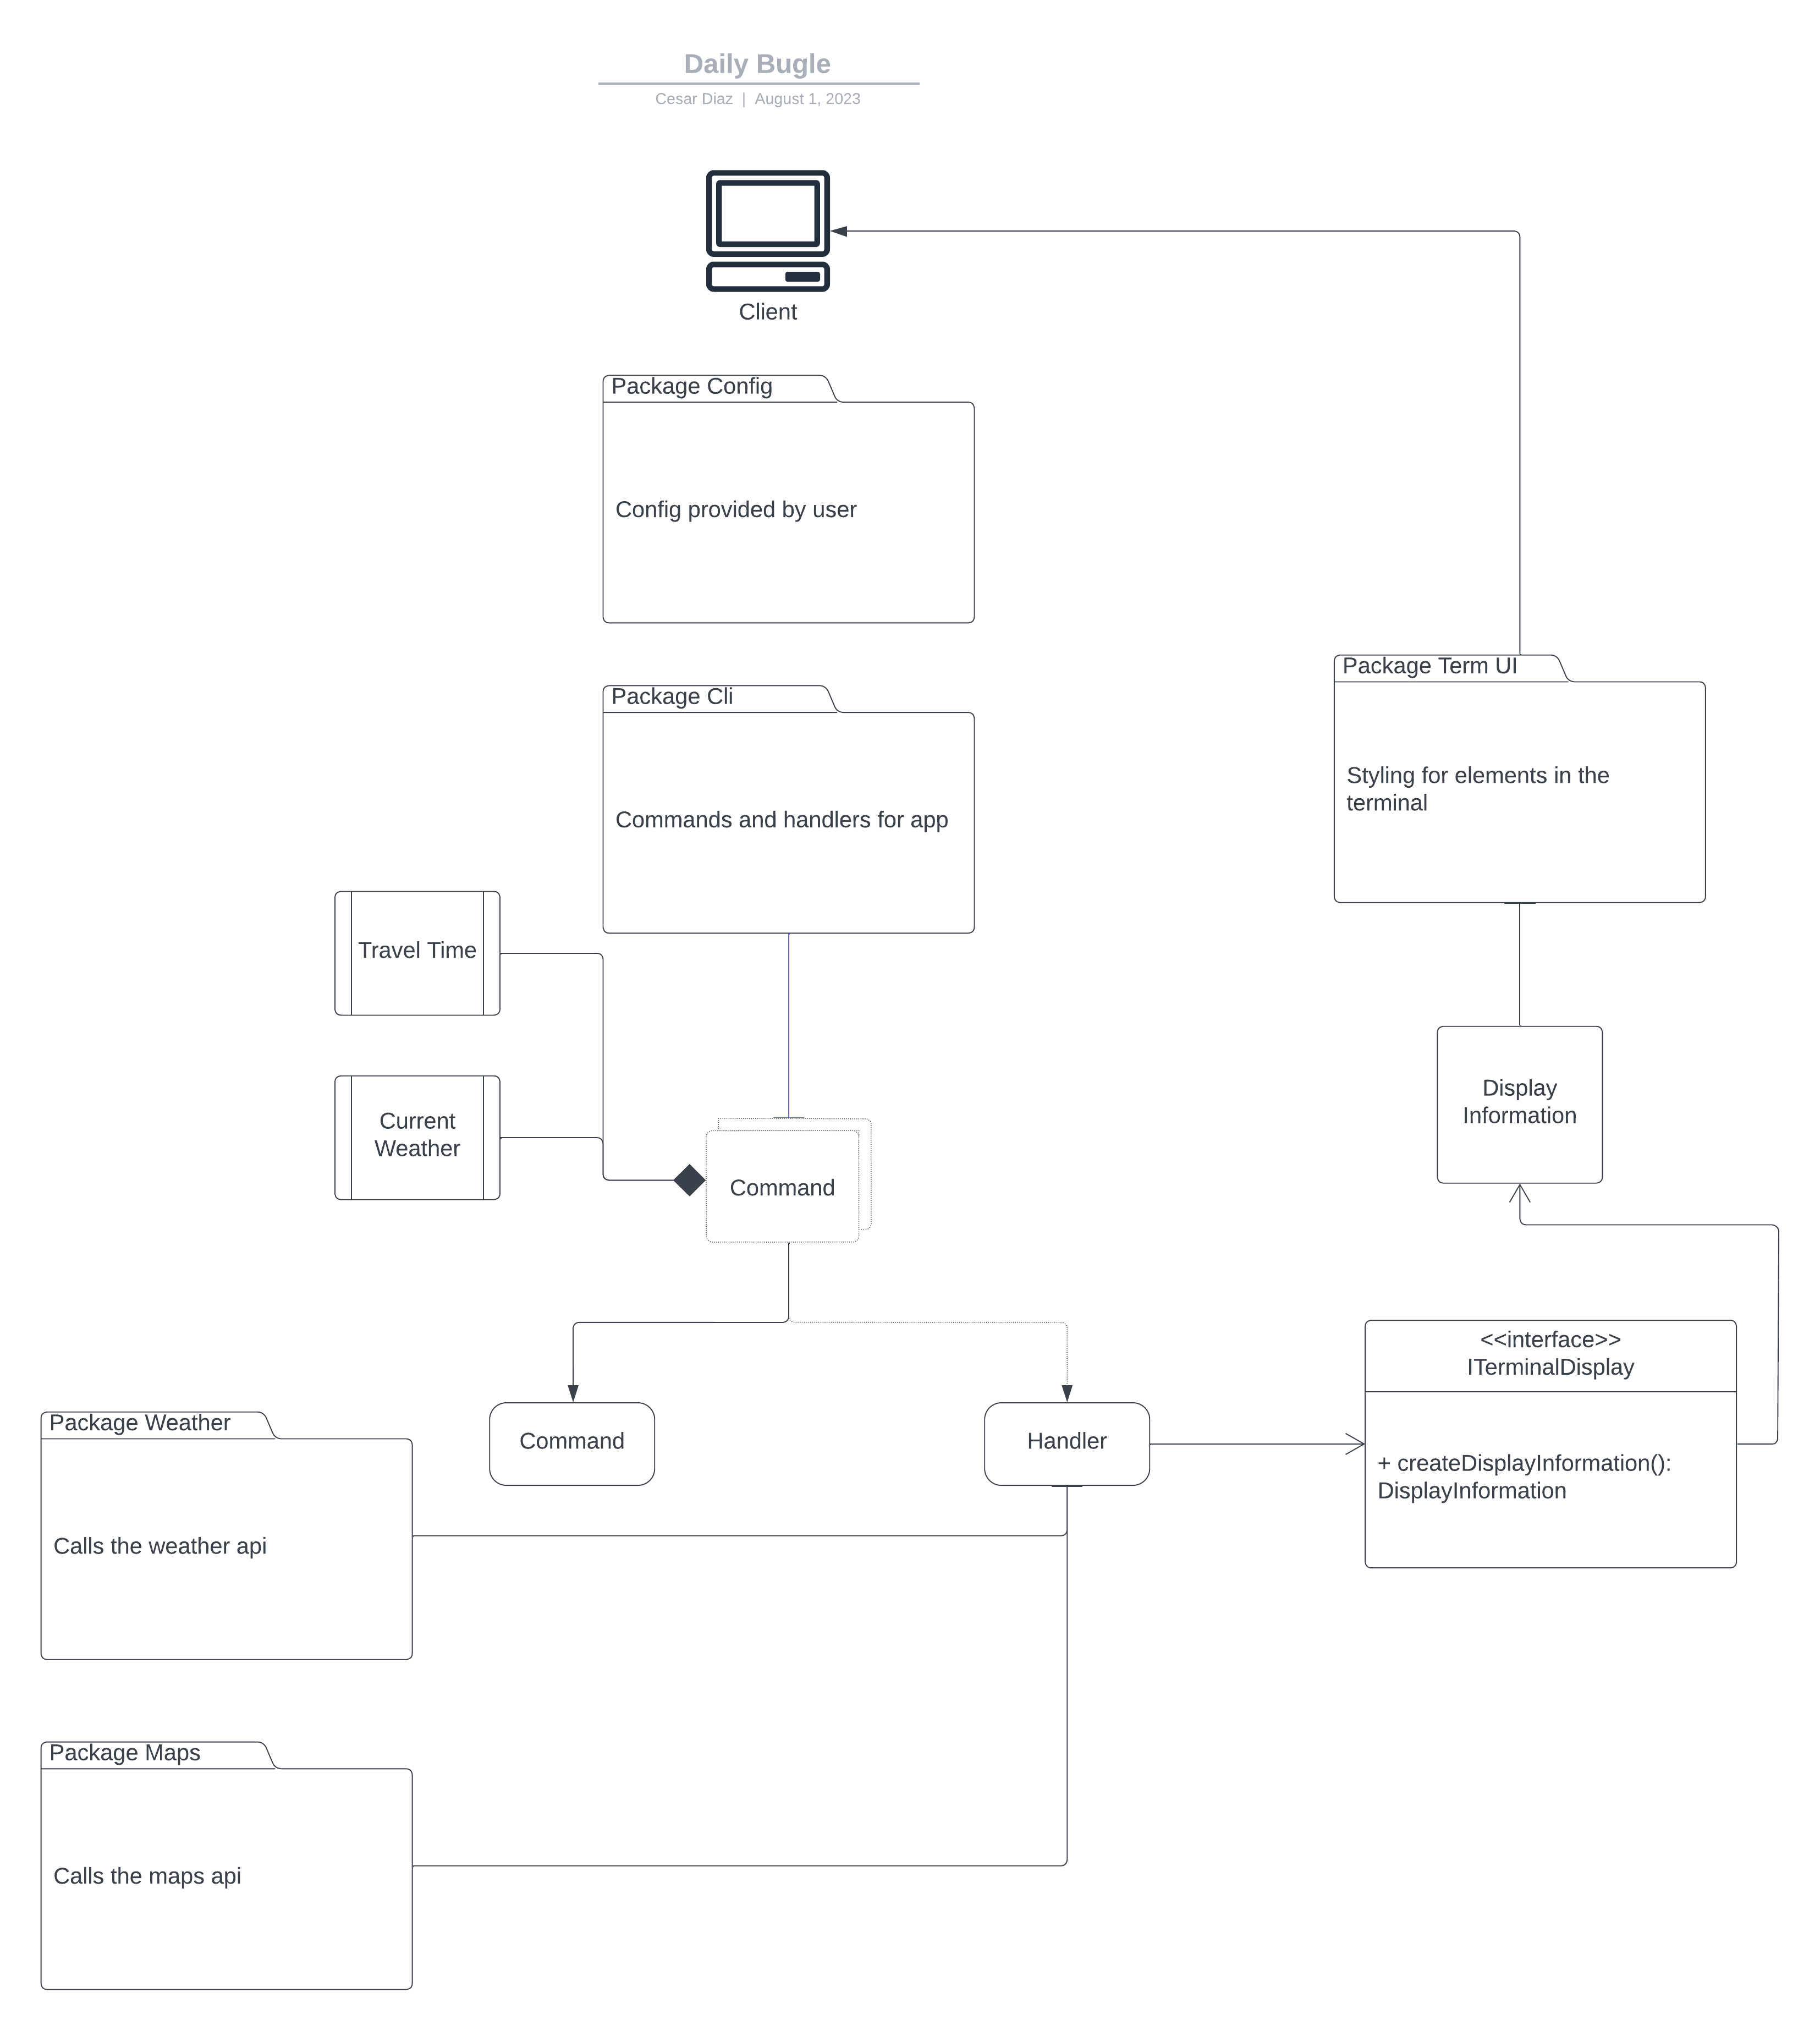 Daily Bugle
Cesar Diaz | August 1, 2023
Client
Package Config
Config provided by user
Package Term UI
Styling for elements in the
terminal
Package Cli
Commands and handlers for app
Travel Time
Current
Weather
Display
Information
Command
<<interface>>
ITerminalDisplay
+ createDisplayInformation():
DisplayInformation
Command
Handler
Package Weather
Calls the weather api
Package Maps
Calls the maps api